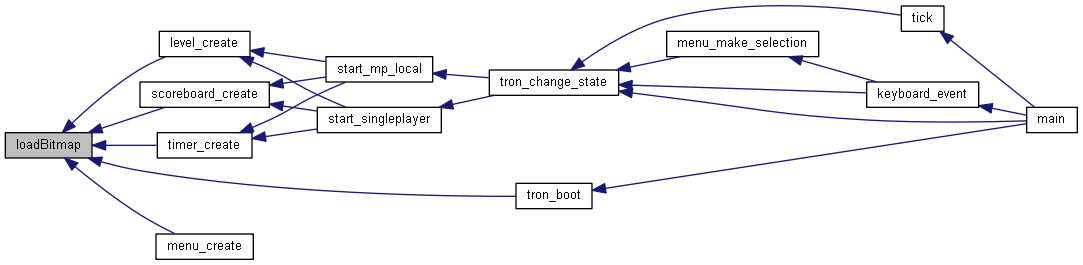 tick
level_create
menu_make_selection
start_mp_local
tron_change_state
scoreboard_create
keyboard_event
start_singleplayer
main
loadBitmap
timer_create
tron_boot
menu_create